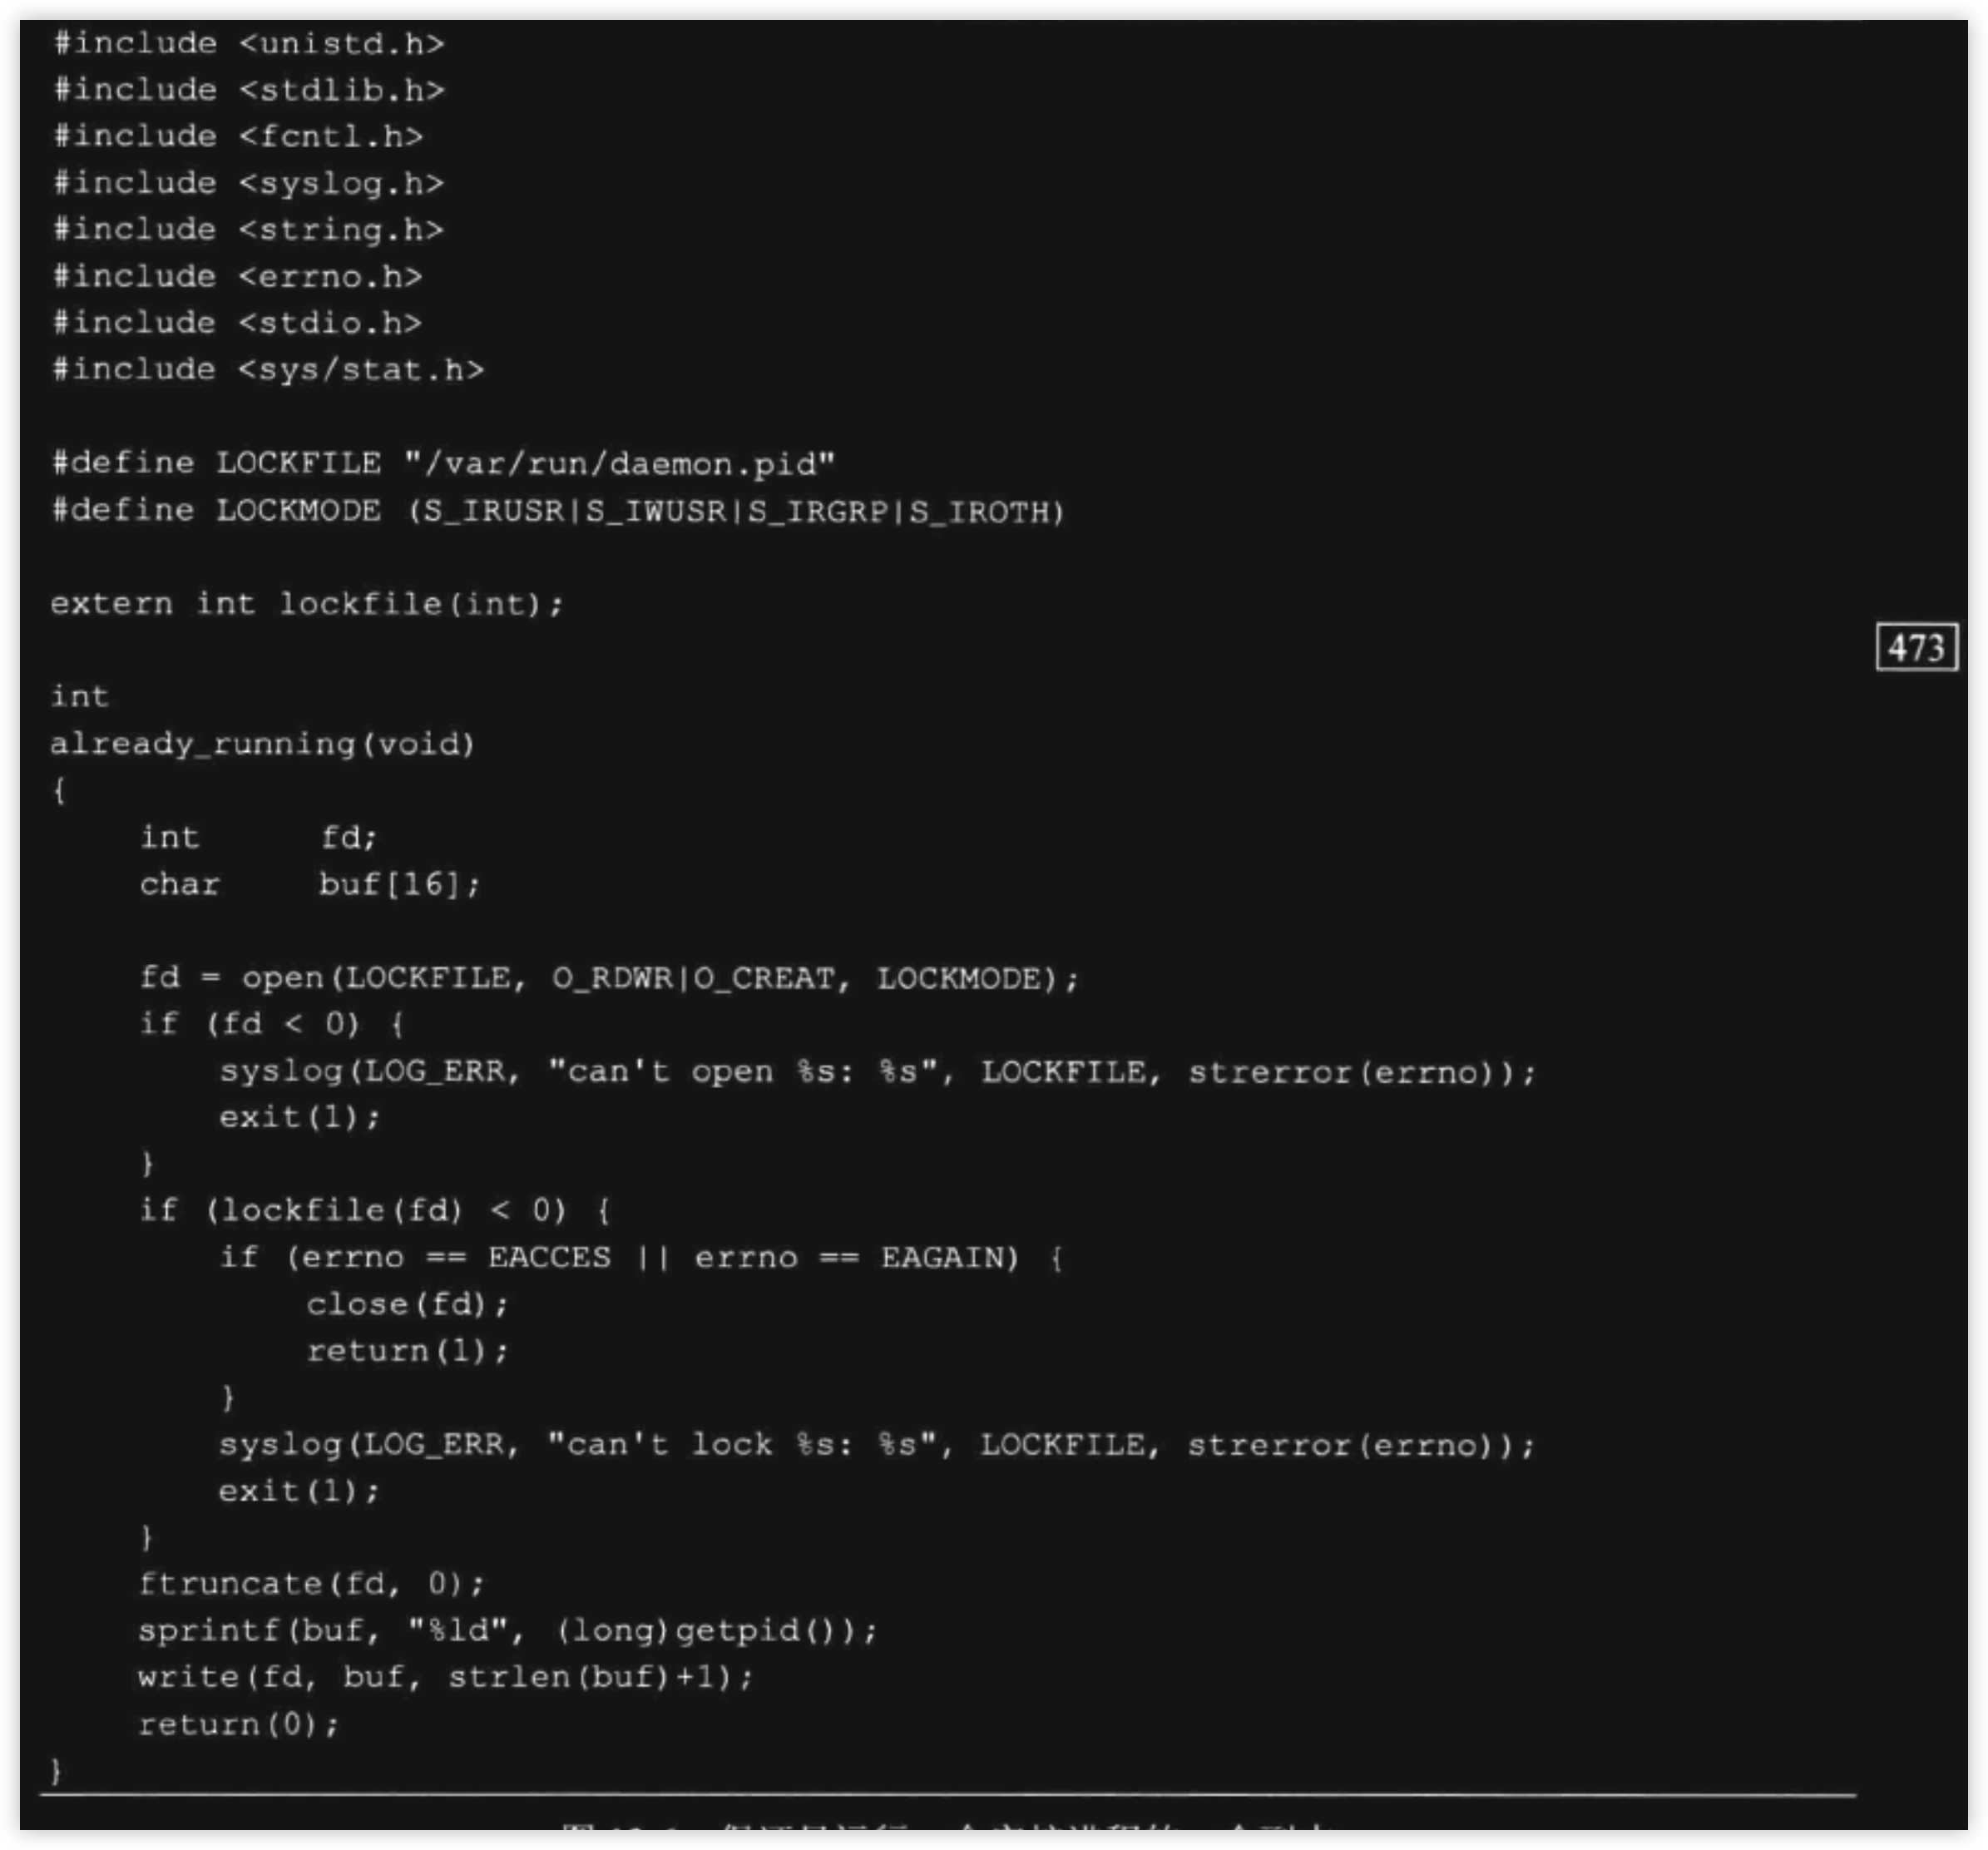 #include <unistd.h>
#include <stdlib.h>
#include <fcntl.h>
#include <syslog.h>
#include <string.h>
#include <errno.h>
#include <stdio.h>
#include <sys/stat.h>
#define LOCKFILE "/var/run/daemon.pid"
#define LOCKMODE (S_IRUSR|S_IWUSR|S_IRGRP|S_IROTH)
extern int lockfile(int);
473
int
already_running(void)
{
    int      fd;
    char     buf[16];
    fd = open(LOCKFILE, O_RDWR|O_CREAT, LOCKMODE);
    if (fd < 0) {
        syslog(LOG_ERR, "can't open %s: %s", LOCKFILE, strerror(errno));
        exit(1);
    }
    if (lockfile(fd) < 0) {
        if (errno == EACCES || errno == EAGAIN) {
            close(fd);
            return(1);
        }
        syslog(LOG_ERR, "can't lock %s: %s", LOCKFILE, strerror(errno));
        exit(1);
    }
    ftruncate(fd, 0);
    sprintf(buf, "%ld", (long)getpid());
    write(fd, buf, strlen(buf)+1);
    return(0);
}